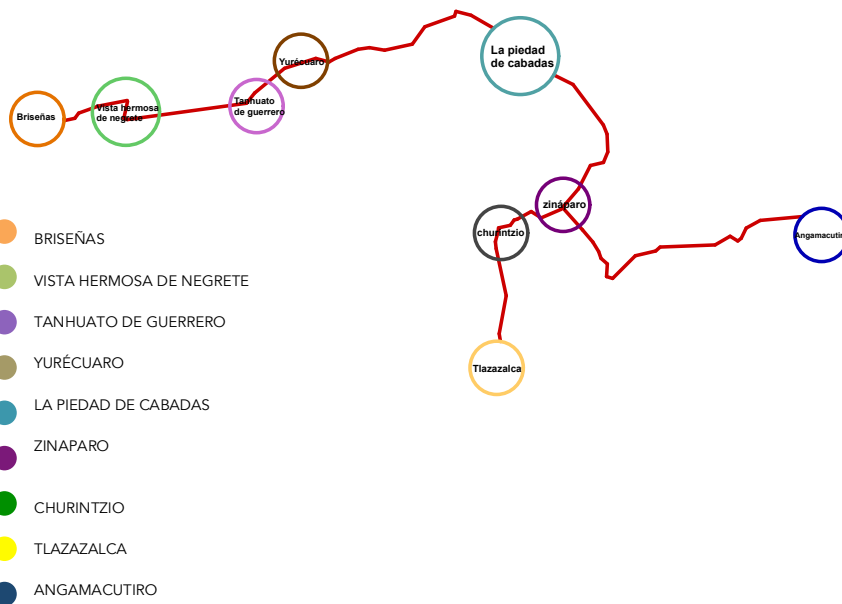 La piedad
de cabadas
Yurécuaro
Tanhuato
de guerrero
Vista hermosa
de negrete
Briseñas
zináparo
churintzio
Angamacutiro
Tlazazalca
BRISEÑAS
VISTA HERMOSA DE NEGRETE
TANHUATO DE GUERRERO
YURÉCUARO
LA PIEDAD DE CABADAS
ZINAPARO
CHURINTZIO
TLAZAZALCA
ANGAMACUTIRO